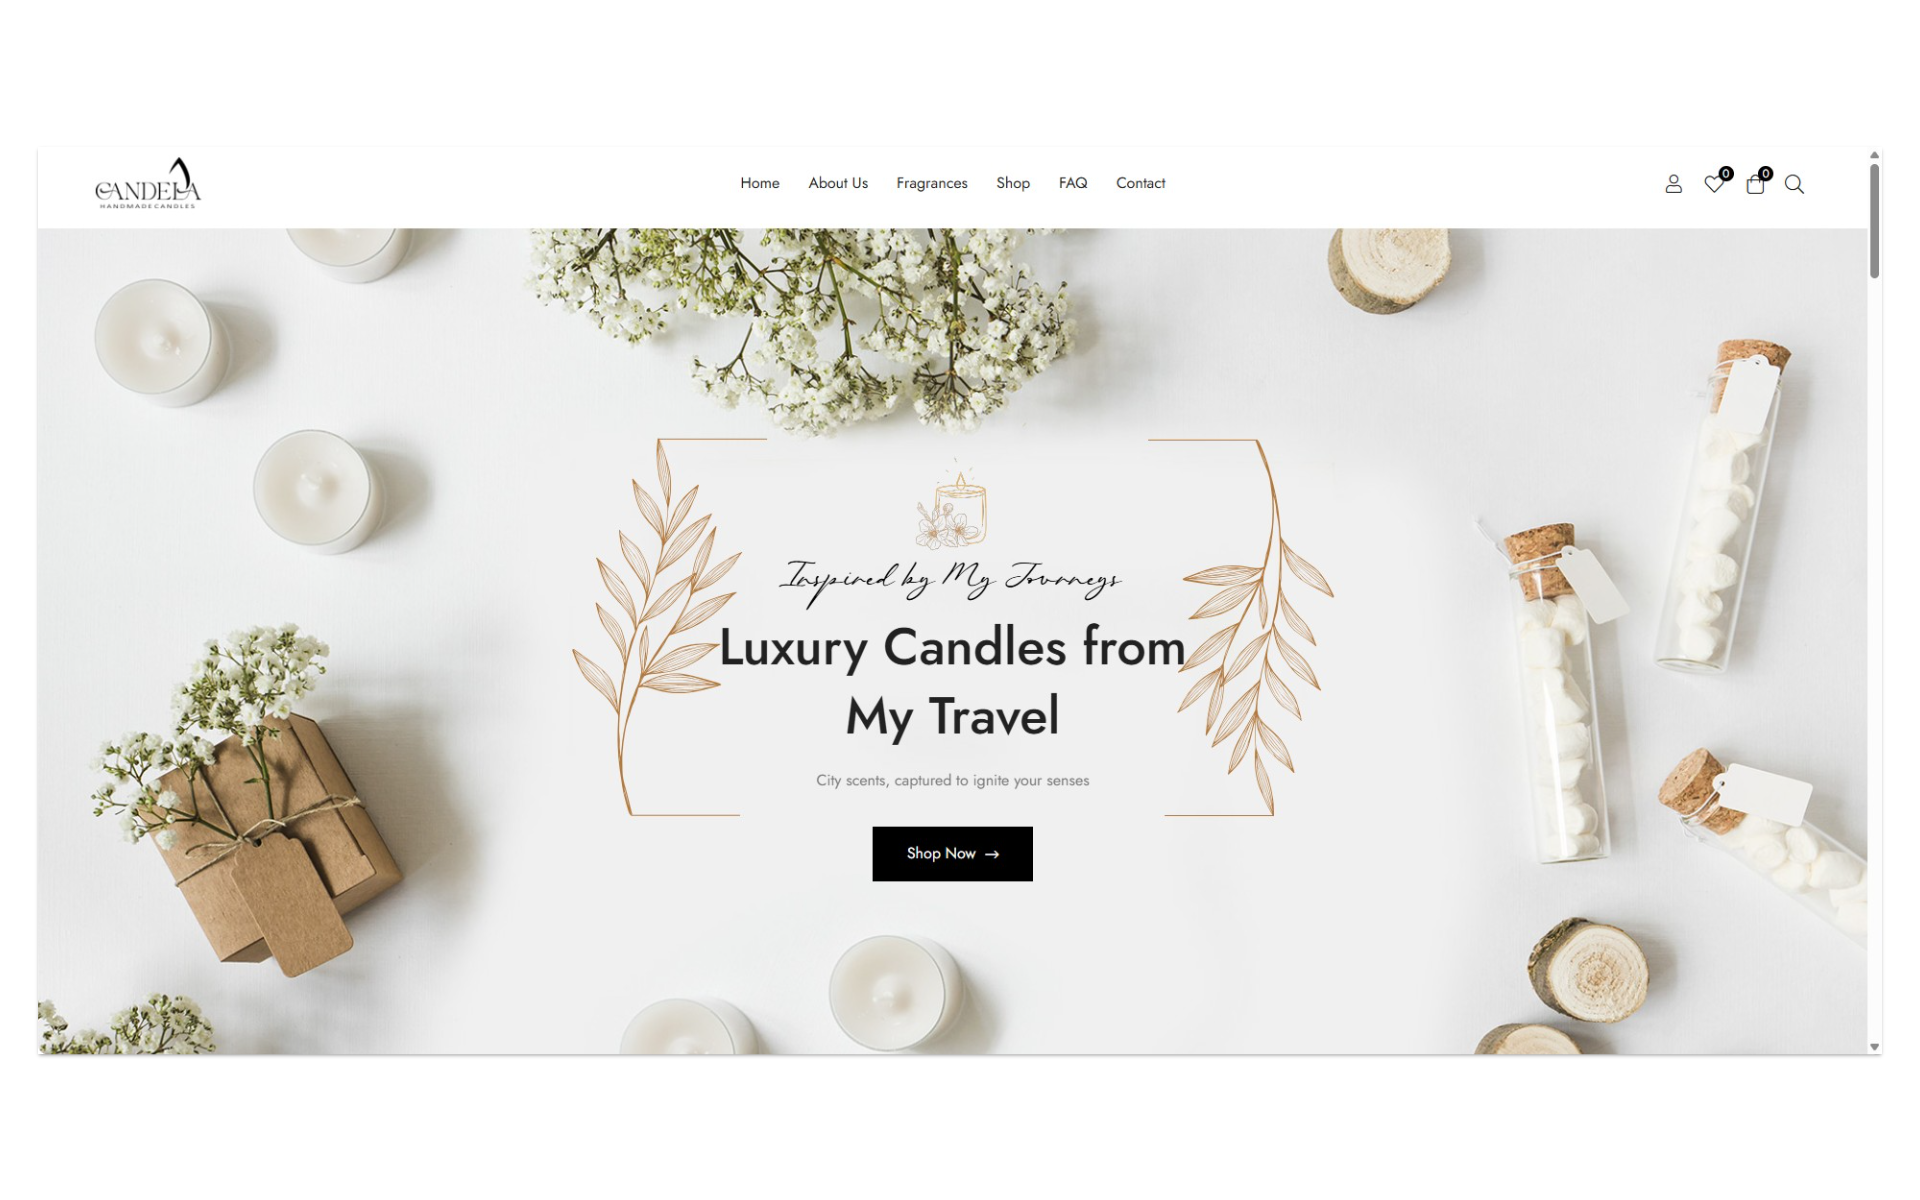 CANDELA
HANDMADE CANDLES
Home About Us Fragrances Shop FAQ Contact
0 0
Inspired by My Journeys
Luxury Candles from
My Travel
City scents, captured to ignite your senses
Shop Now →